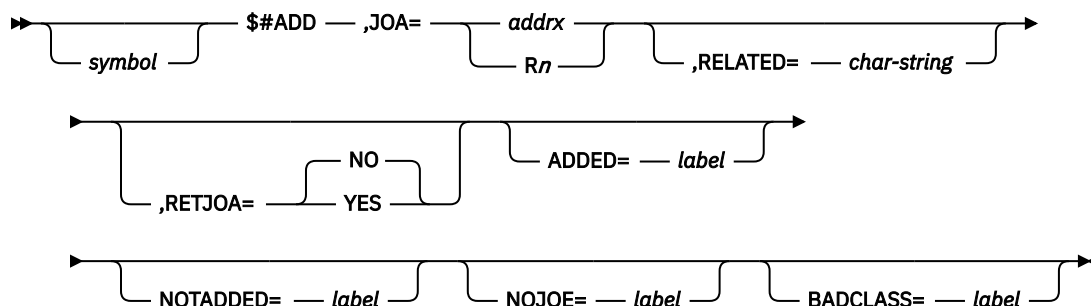 $#ADD ,JOA= addrx
symbol Rn ,RELATED= char-string
NO ADDED= label
,RETJOA= YES
NOTADDED= label NOJOE= label BADCLASS= label